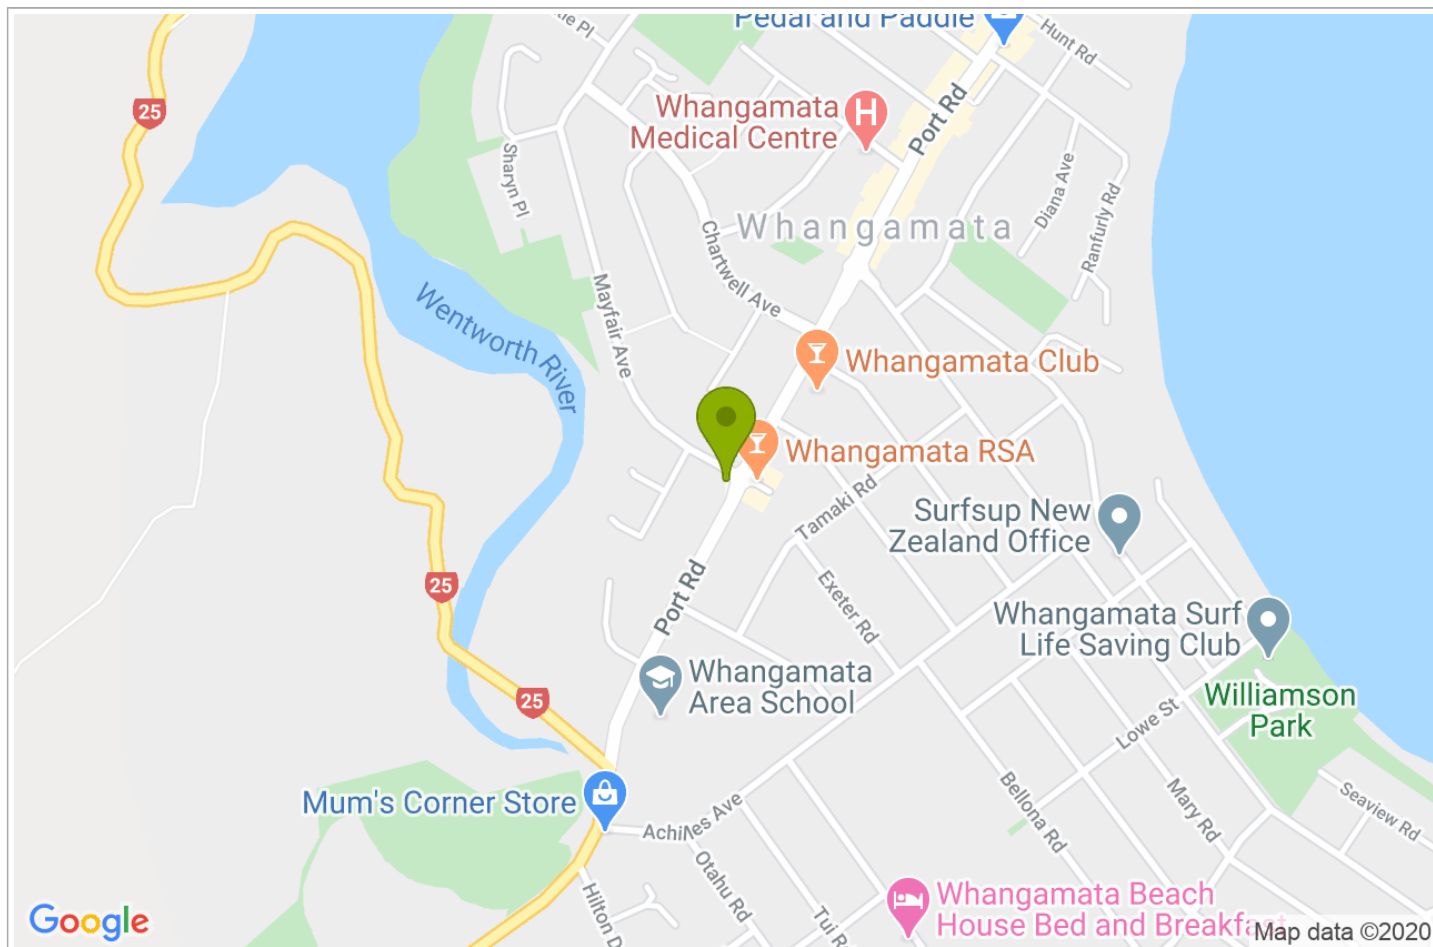 Pedal and Paddle
Hunt Rd
25
Whangamata
Medical Centre
Port Rd
Sharyn Pl
Diana Ave
Ranfurly Rd
Whangamata
Chartwell Ave
Mayfair Ave
Wentworth River
Whangamata Club
Whangamata RSA
Tamaki Rd
Surfsup New
Zealand Office
Exeter Rd
25
Port Rd
Whangamata Surf
Life Saving Club
Whangamata
Area School
25
Williamson
Park
Lowe St
Mum's Corner Store
Achilles Ave
Bellona Rd
Mary Rd
Seaview Rd
Otahu Rd
Hilton D
Tui R
Whangamata Beach
House Bed and Breakfast
Google
Map data ©2020